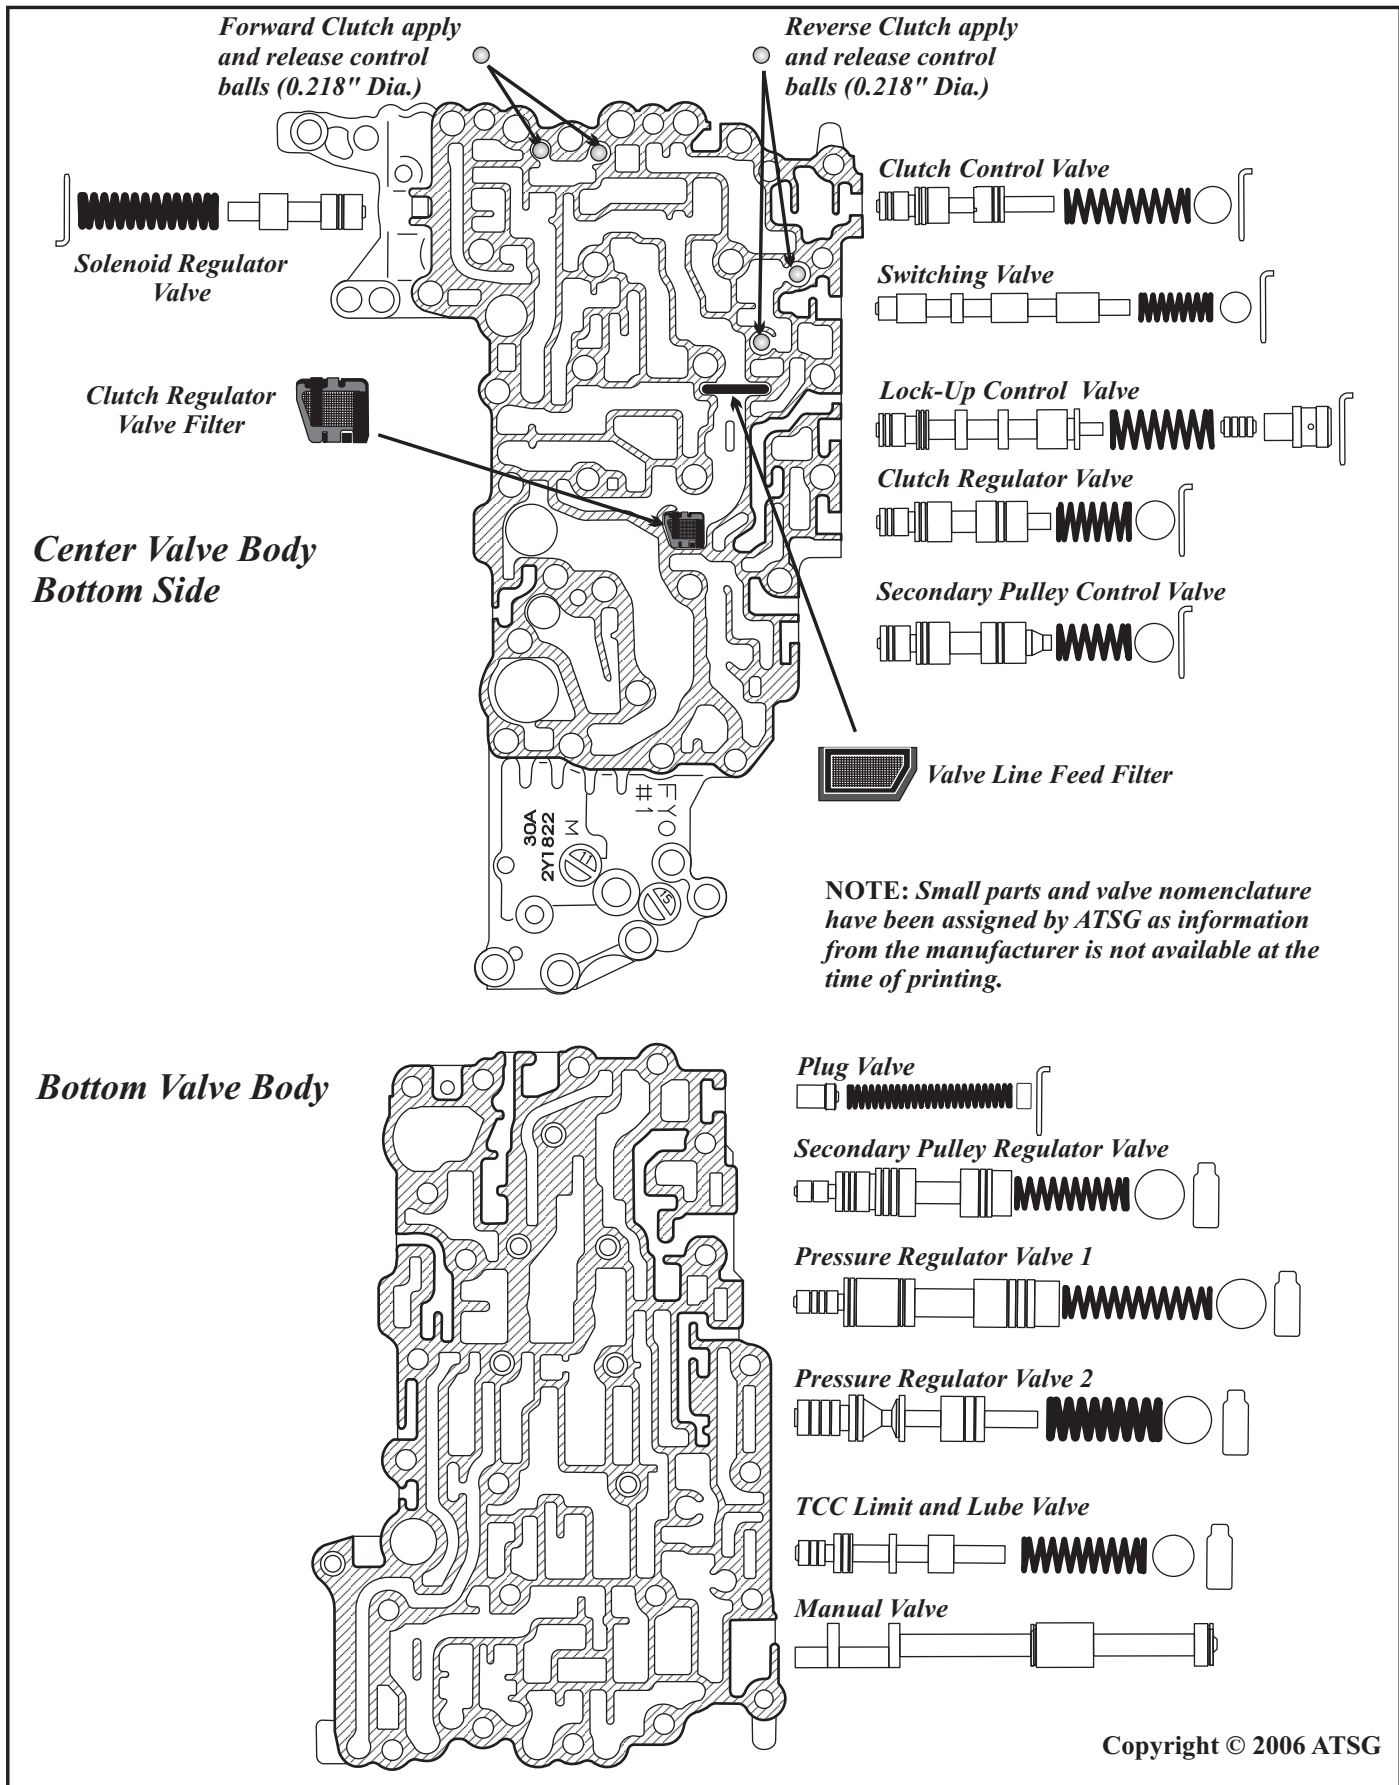 Forward Clutch apply
and release control
balls (0.218" Dia.)
Reverse Clutch apply
and release control
balls (0.218" Dia.)
Clutch Control Valve
Solenoid Regulator
Valve
Switching Valve
Clutch Regulator
Valve Filter
Lock-Up Control Valve
Clutch Regulator Valve
Center Valve Body
Bottom Side
Secondary Pulley Control Valve
Valve Line Feed Filter
30A
2Y1822
M
FYO
#1
11
15
NOTE: Small parts and valve nomenclature
have been assigned by ATSG as information
from the manufacturer is not available at the
time of printing.
Bottom Valve Body
Plug Valve
Secondary Pulley Regulator Valve
Pressure Regulator Valve 1
Pressure Regulator Valve 2
TCC Limit and Lube Valve
Manual Valve
Copyright © 2006 ATSG